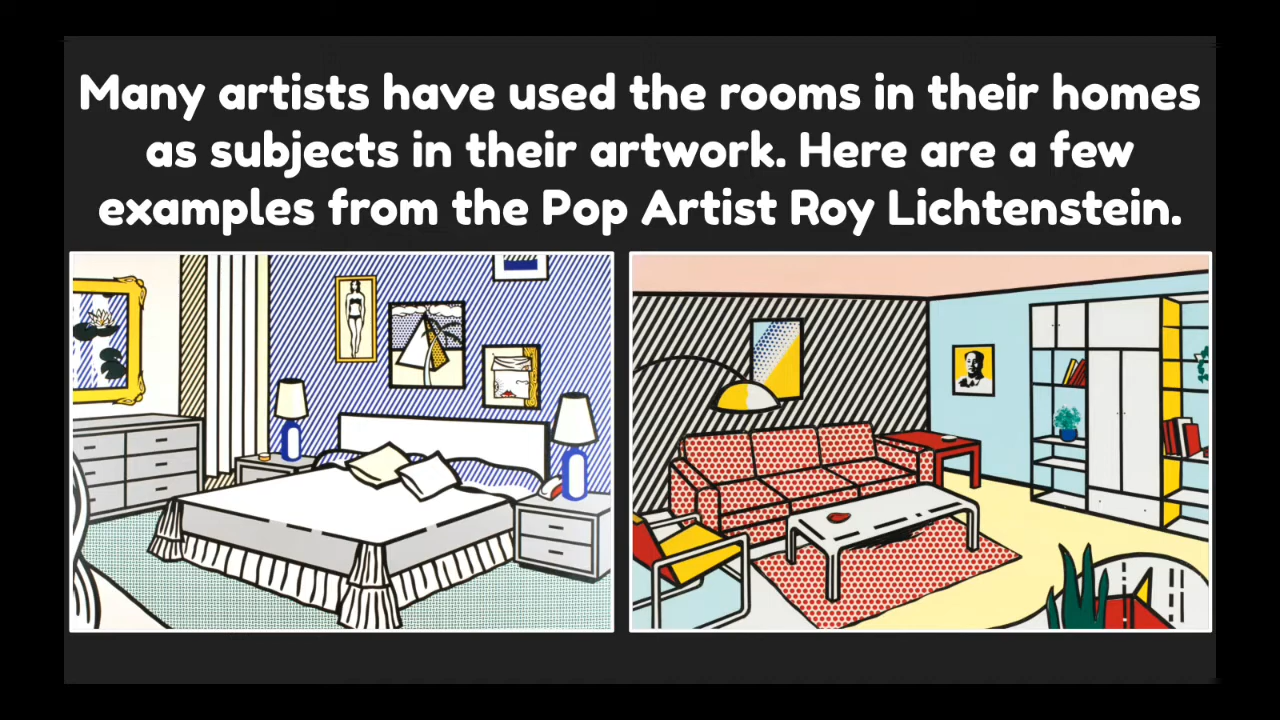 Many artists have used the rooms in their homes
as subjects in their artwork. Here are a few
examples from the Pop Artist Roy Lichtenstein.